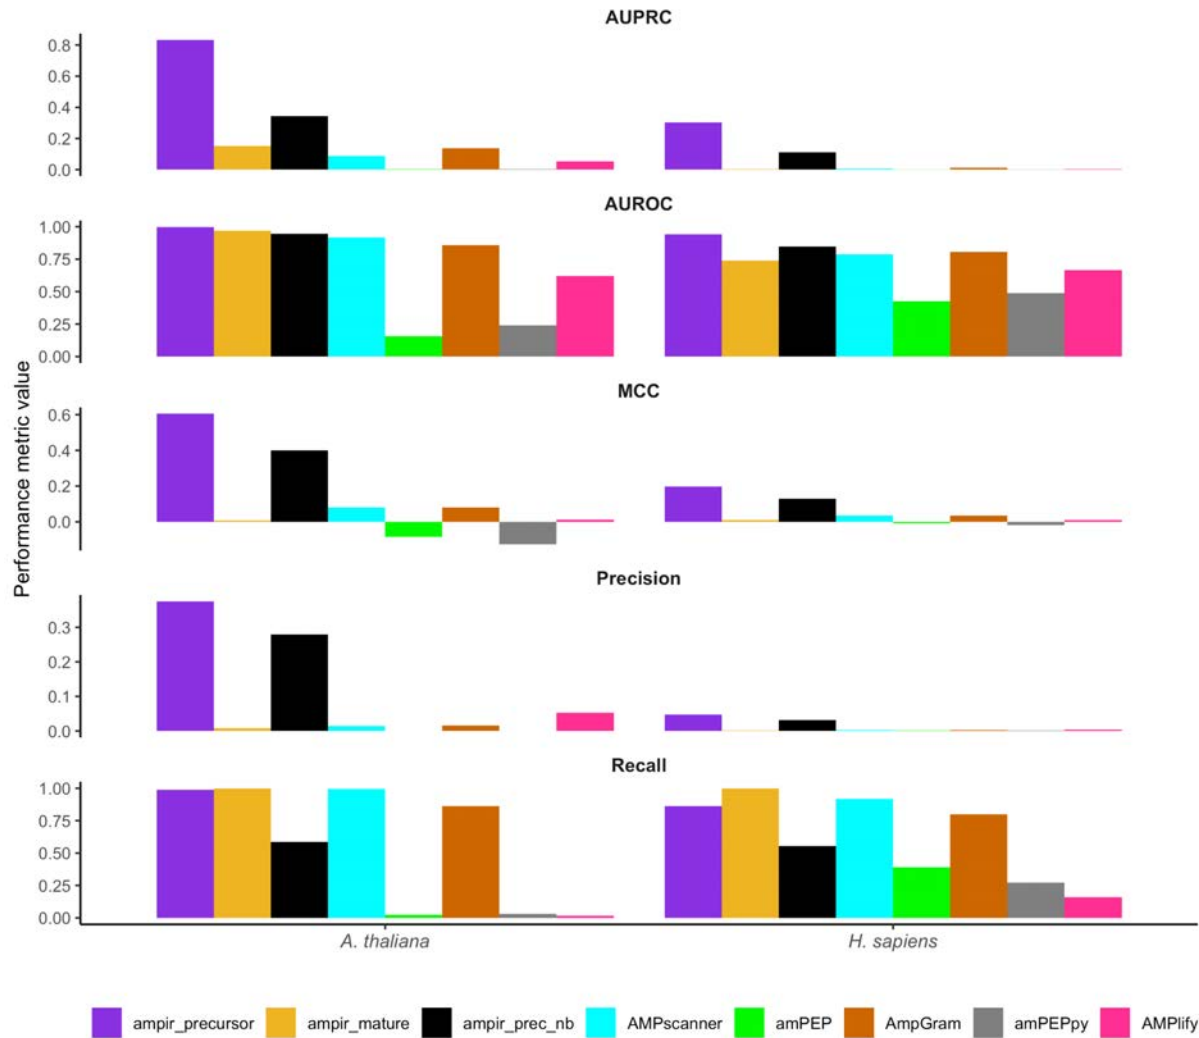 AUPRC
0.8
0.6
0.4
0.2
0.0
AUROC
1.00
0.75
0.50
0.25
0.00
MCC
0.6
0.4
0.2
0.0
Performance metric value
Precision
0.3
0.2
0.1
0.0
Recall
1.00
0.75
0.50
0.25
0.00
A. thaliana H. sapiens
ampir_precursor ampir_mature ampir_prec_nb AMPscanner amPEP AmpGram amPEPpy AMPlify